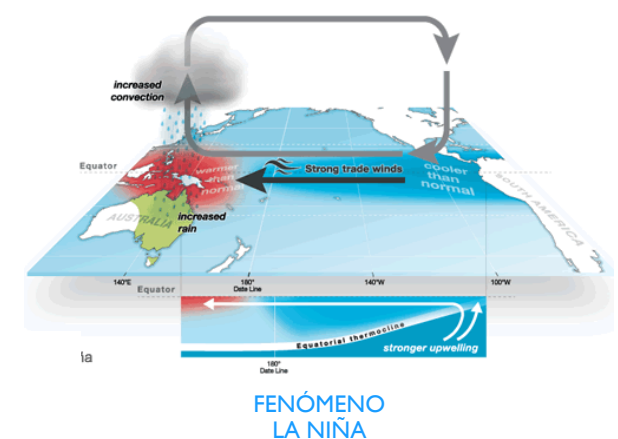 increased
convection
Equator
warmer
than
normal
Strong trade winds
cooler
than
normal
SOUTH AMERICA
AUSTRALIA
increased
rain
140°E
180°
Date Line
140°W
100°W
Equator
Equatorial thermocline
stronger upwelling
ña
180°
Date Line
FENÓMENO
LA NIÑA